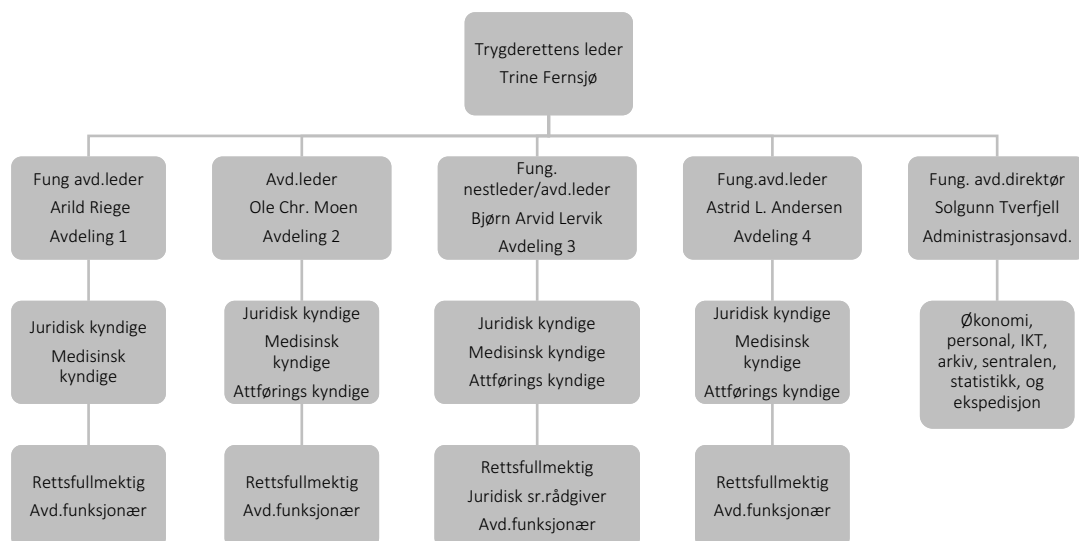 Trygderettens leder
Trine Fernsjø
Fung avd.leder
Arild Riege
Avdeling 1
Avd.leder
Ole Chr. Moen
Avdeling 2
Fung.
nestleder/avd.leder
Bjørn Arvid Lervik
Avdeling 3
Fung.avd.leder
Astrid L. Andersen
Avdeling 4
Fung. avd.direktør
Solgunn Tverfjell
Administrasjonsavd.
Juridisk kyndige
Medisinsk
kyndige
Juridisk kyndige
Medisinsk
kyndige
Attførings kyndige
Juridisk kyndige
Medisinsk kyndige
Attførings kyndige
Juridisk kyndige
Medisinsk
kyndige
Attførings kyndige
Økonomi,
personal, IKT,
arkiv, sentralen,
statistikk, og
ekspedisjon
Rettsfullmektig
Avd.funksjonær
Rettsfullmektig
Avd.funksjonær
Rettsfullmektig
Juridisk sr.rådgiver
Avd.funksjonær
Rettsfullmektig
Avd.funksjonær